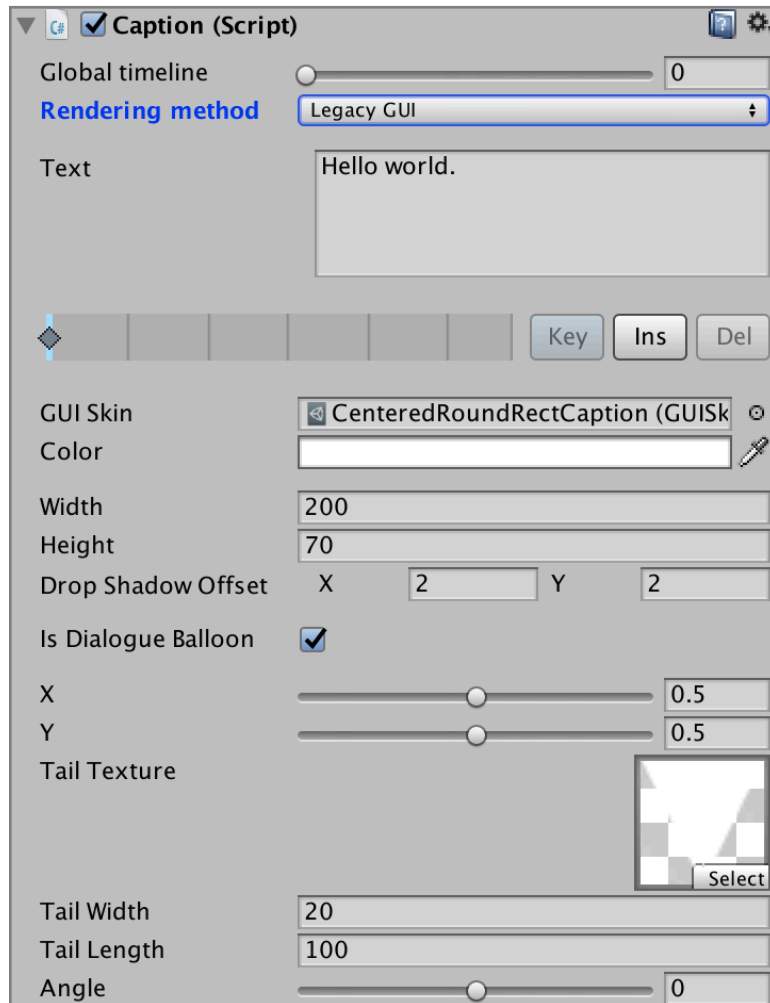 C# Caption (Script)
Global timeline 0
Rendering method Legacy GUI
Text Hello world.
Key Ins Del
GUI Skin CenteredRoundRectCaption (GUISk
Color
Width 200
Height 70
Drop Shadow Offset X 2 Y 2
Is Dialogue Balloon
X 0.5
Y 0.5
Tail Texture
Select
Tail Width 20
Tail Length 100
Angle 0